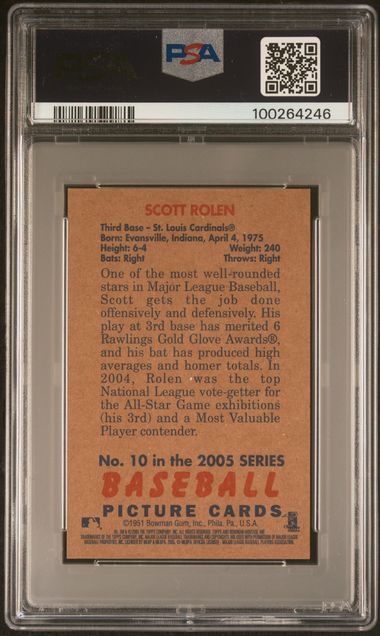 PSA
100264246
SCOTT ROLEN
Third Base – St. Louis Cardinals®
Born: Evansville, Indiana, April 4, 1975
Height: 6-4 Weight: 240
Bats: Right Throws: Right
One of the most well-rounded
stars in Major League Baseball,
Scott gets the job done
offensively and defensively. His
play at 3rd base has merited 6
Rawlings Gold Glove Awards®,
and his bat has produced high
averages and homer totals. In
2004, Rolen was the top
National League vote-getter for
the All-Star Game exhibitions
(his 3rd) and a Most Valuable
Player contender.
No. 10 in the 2005 SERIES
BASEBALL
PICTURE CARDS
©1951 Bowman Gum, Inc., Phila. Pa., U.S.A.